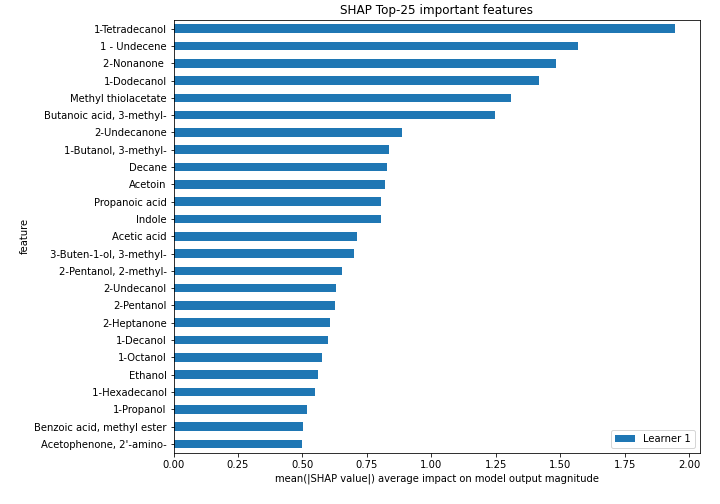 SHAP Top-25 important features
1-Tetradecanol
1 - Undecene
2-Nonanone
1-Dodecanol
Methyl thiolacetate
Butanoic acid, 3-methyl-
2-Undecanone
1-Butanol, 3-methyl-
Decane
Acetoin
Propanoic acid
Indole
Acetic acid
3-Buten-1-ol, 3-methyl-
2-Pentanol, 2-methyl-
2-Undecanol
2-Pentanol
2-Heptanone
1-Decanol
1-Octanol
Ethanol
1-Hexadecanol
1-Propanol
Benzoic acid, methyl ester
Acetophenone, 2'-amino-
feature
Learner 1
0.00 0.25 0.50 0.75 1.00 1.25 1.50 1.75 2.00
mean(|SHAP value|) average impact on model output magnitude